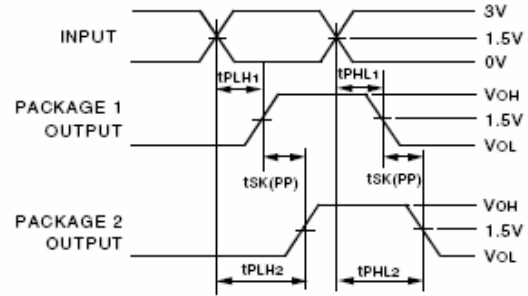 INPUT
3V
1.5V
0V
tPLH1
tPHL1
PACKAGE 1
OUTPUT
VOH
1.5V
VOL
tSK(PP)
tSK(PP)
PACKAGE 2
OUTPUT
VOH
1.5V
VOL
tPLH2
tPHL2